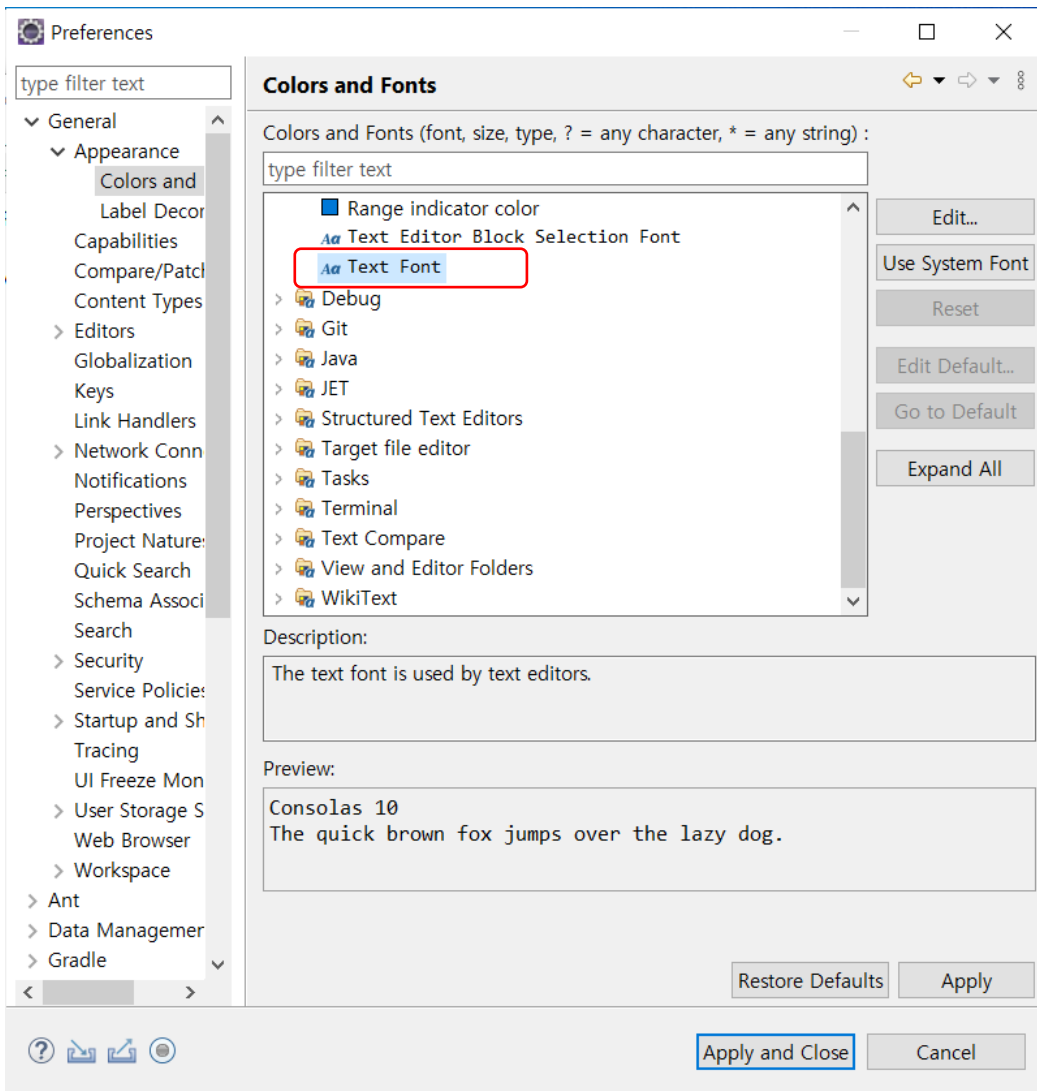 Preferences
type filter text
General
Appearance
Colors and
Label Decor
Capabilities
Compare/Patch
Content Types
Editors
Globalization
Keys
Link Handlers
Network Conn
Notifications
Perspectives
Project Natures
Quick Search
Schema Associ
Search
Security
Service Policies
Startup and Sh
Tracing
UI Freeze Mon
User Storage S
Web Browser
Workspace
Ant
Data Managemen
Gradle
Colors and Fonts
Colors and Fonts (font, size, type, ? = any character, * = any string) :
type filter text
Range indicator color
Aa Text Editor Block Selection Font
Aa Text Font
Debug
Git
Java
JET
Structured Text Editors
Target file editor
Tasks
Terminal
Text Compare
View and Editor Folders
WikiText
Edit...
Use System Font
Reset
Edit Default...
Go to Default
Expand All
Description:
The text font is used by text editors.
Preview:
Consolas 10
The quick brown fox jumps over the lazy dog.
Restore Defaults
Apply
Apply and Close
Cancel